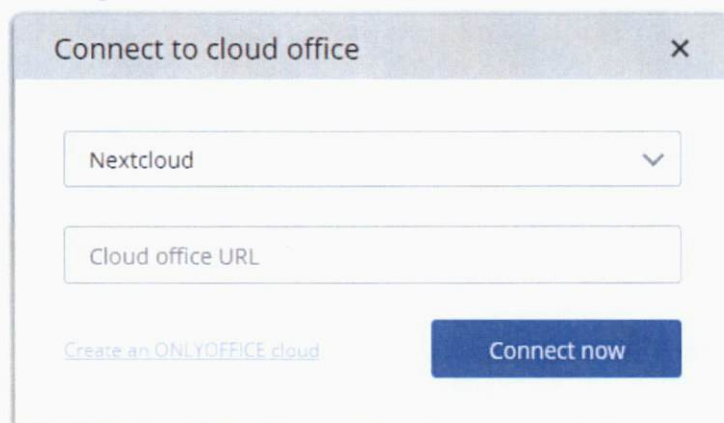 Connect to cloud office
Nextcloud
Cloud office URL
Create an ONLYOFFICE cloud
Connect now